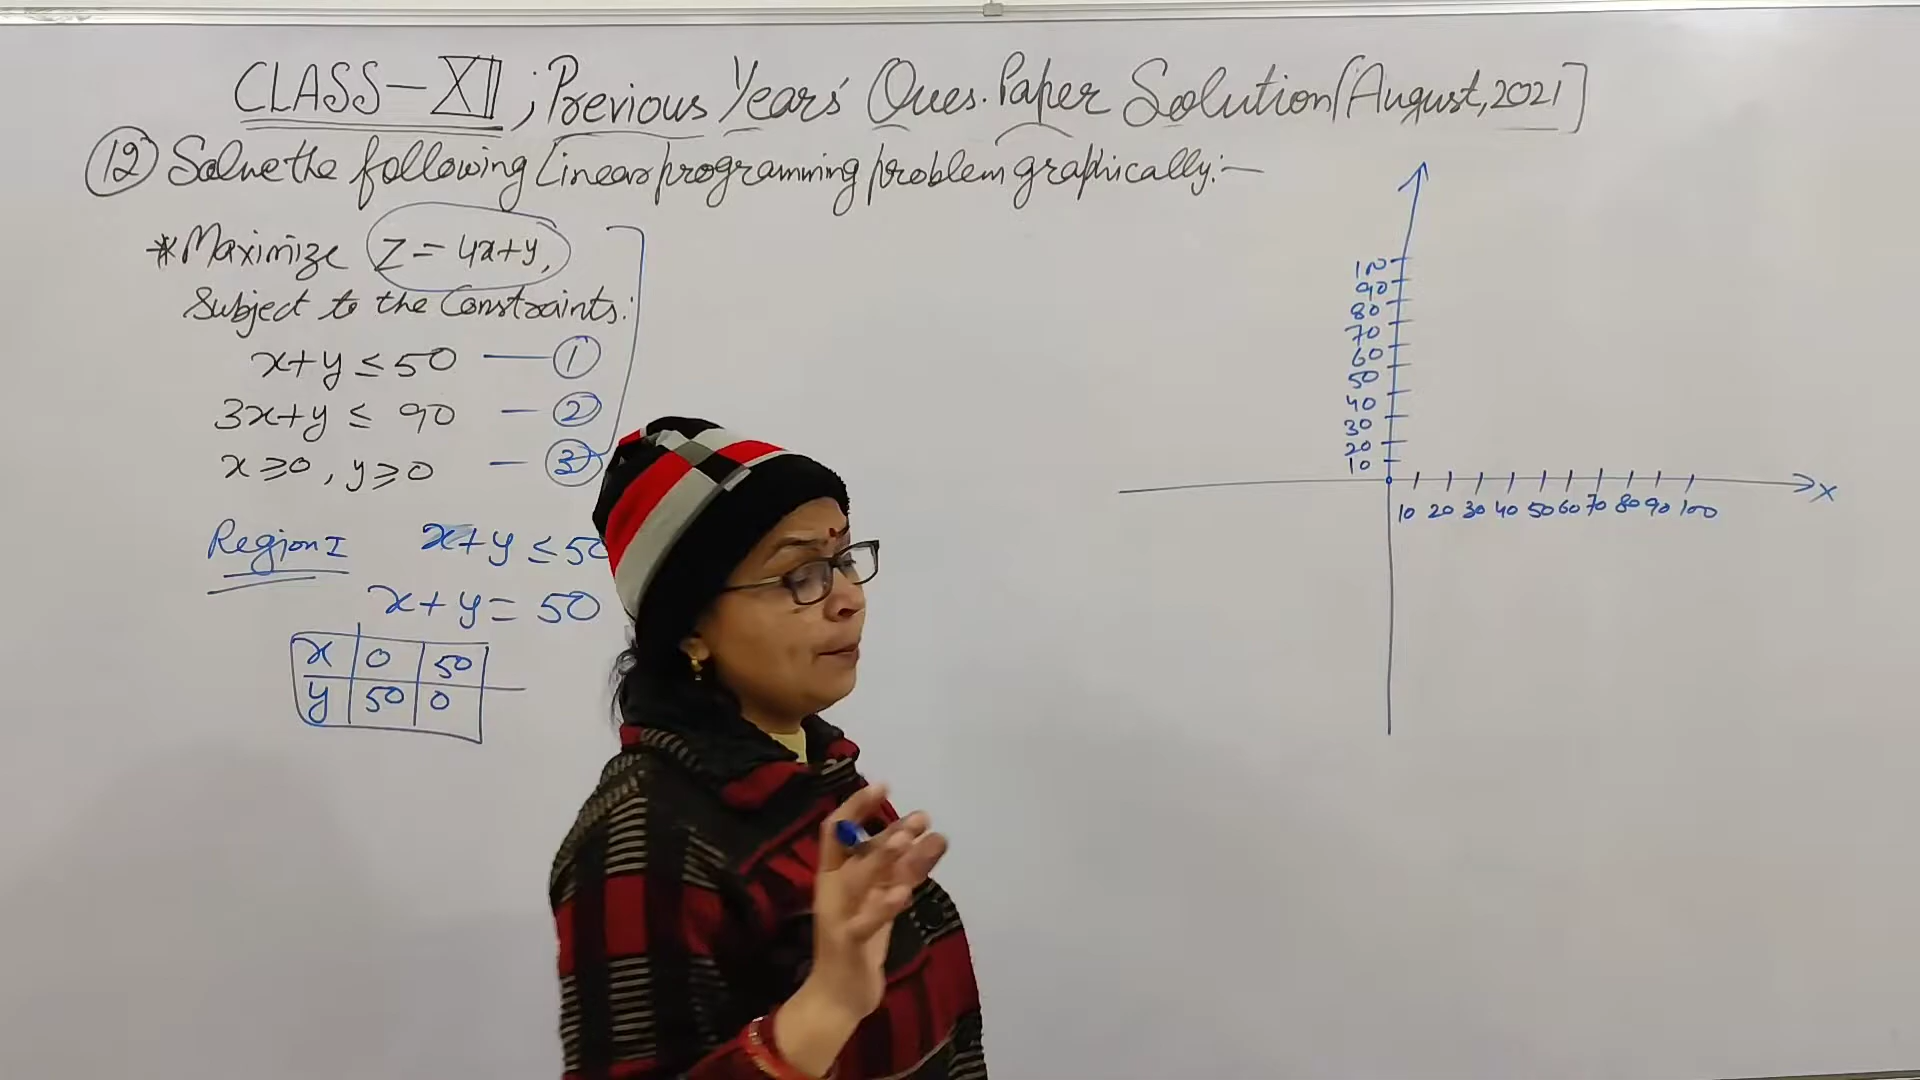 CLASS-XII ; Previous Years' Ques. Paper Solution [August, 2021]
12 Solve the following Linear programming problem graphically:-
*Maximize Z = 4x+y,
Subject to the Constraints:
x+y ≤ 50 — 1
3x+y ≤ 90 — 2
x ≥ 0, y ≥ 0 — 3
Region I x+y ≤ 50
x+y = 50
x 0 50
y 50 0
90
80
70
60
50
40
30
20
10
10 20 30 40 50 60 70 80 90 100
X